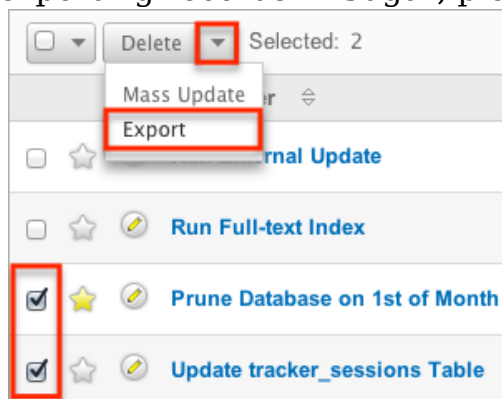 Delete Selected: 2
Mass Update
Export
Update
Run Full-text Index
Prune Database on 1st of Month
Update tracker_sessions Table